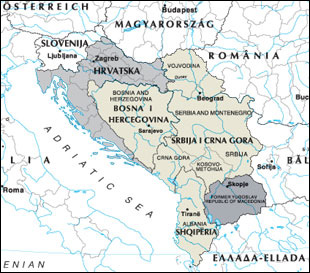 ÖSTERREICH
Budapest
MAGYARORSZÁG
SLOVENIJA
Ljubljana
Zagreb
HRVATSKA
ROMÂNIA
VOJVODINA
BOSNIA AND
HERZEGOVINA
BOSNA I
HERCEGOVINA
Sarajevo
Beograd
SERBIA AND MONTENEGRO
SRBIJA I CRNA GORA
CRNA GORA
SRBIJA
KOSOVO-
METOHIJA
Sofija
BÄL
LIA
Roma
ADRIATIC SEA
Skopje
FORMER YUGOSLAV
REPUBLIC OF MACEDONIA
Tiranë
ALBANIA
SHQIPËRIA
ΕΛΛΑΔΑ-ELLADA
ENIAN